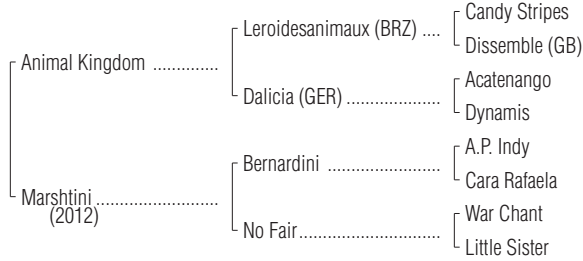 Candy Stripes
Leroidesanimaux (BRZ) ....
Dissemble (GB)
Animal Kingdom ..............
Acatenango
Dalicia (GER) ....................
Dynamis
A.P. Indy
Bernardini ........................
Cara Rafaela
Marshtini ..........................
(2012)
War Chant
No Fair..............................
Little Sister